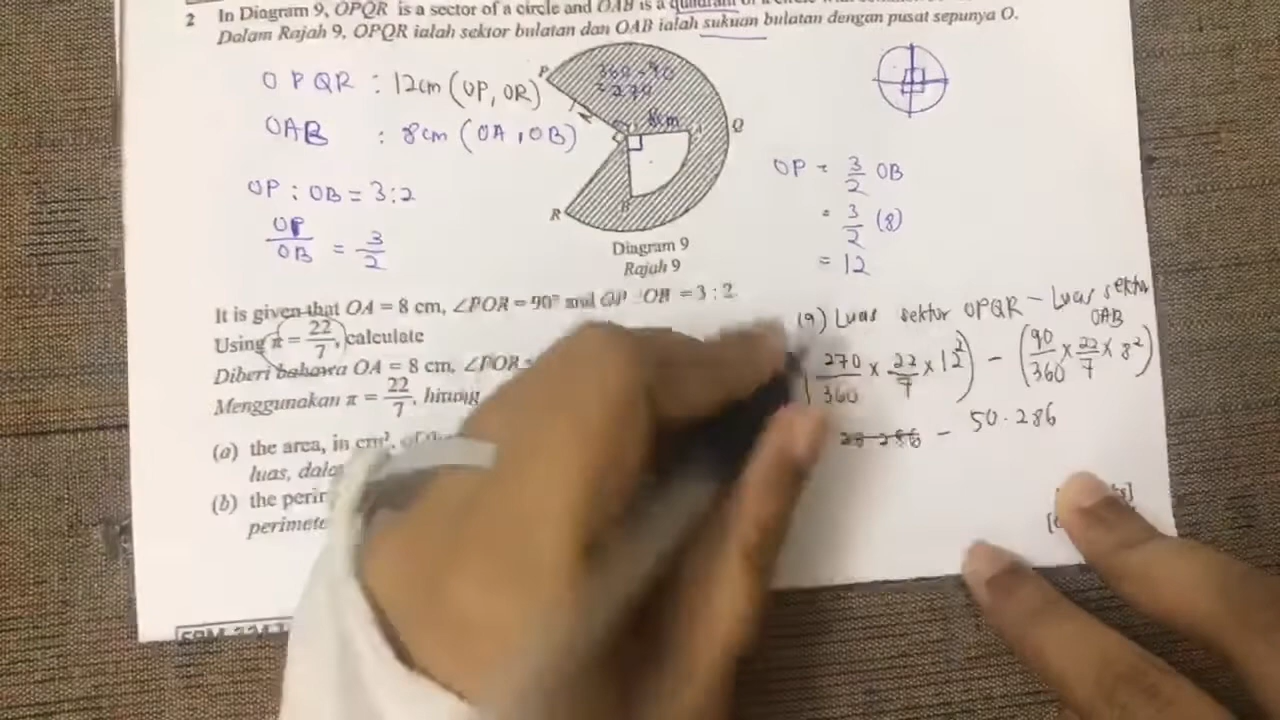 2 In Diagram 9, OPQR is a sector of a circle and OAB is a quadrant of a circle
Dalam Rajah 9, OPQR ialah sektor bulatan dan OAB ialah sukuan bulatan dengan pusat sepunya O.
OPQR : 12cm (OP, OR)
OAB : 8cm (OA, OB)
OP : OB = 3:2
OP/OB = 3/2
P
360 - 90
= 270
8cm
A
Q
B
R
Diagram 9
Rajah 9
OP = 3/2 OB
= 3/2 (8)
= 12
It is given that OA = 8 cm, ∠POR = 90° and OP : OB = 3 : 2.
Using π = 22/7, calculate
Diberi bahawa OA = 8 cm, ∠POR =
Menggunakan π = 22/7, hitung
(a) the area, in cm²,
luas, dala
(b) the perim
perimete
(a) Luas sektor OPQR - Luas sektor OAB
(270/360 × 22/7 × 12²) - (90/360 × 22/7 × 8²)
- 50.286